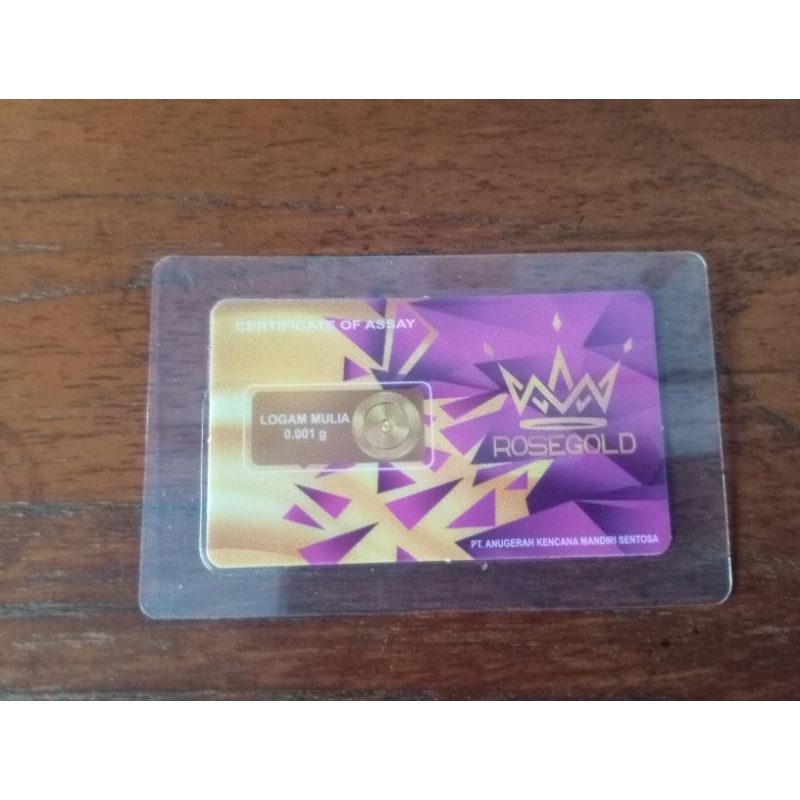 CERTIFICATE OF ASSAY
LOGAM MULIA
0.001 g
ROSEGOLD
PT. ANUGERAH KENCANA MANDIRI SENTOSA